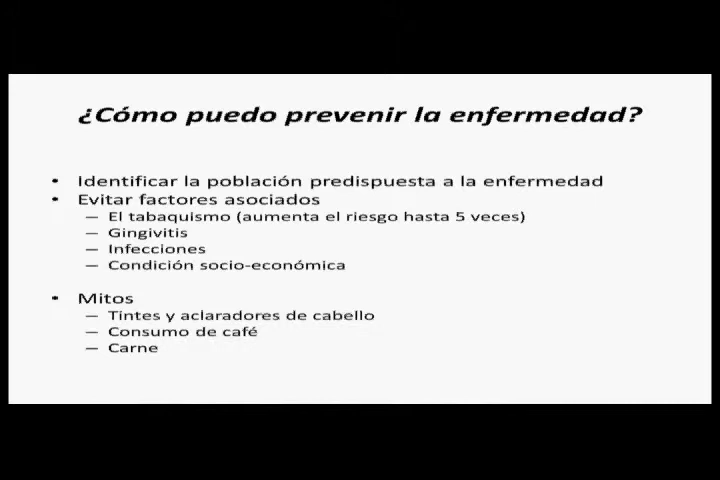 ¿Cómo puedo prevenir la enfermedad?
• Identificar la población predispuesta a la enfermedad
• Evitar factores asociados
– El tabaquismo (aumenta el riesgo hasta 5 veces)
– Gingivitis
– Infecciones
– Condición socio-económica
• Mitos
– Tintes y aclaradores de cabello
– Consumo de café
– Carne